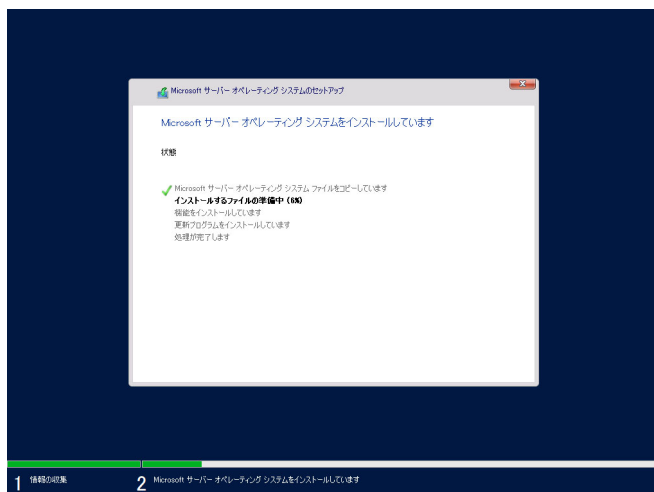 Microsoft サーバー オペレーティング システムのセットアップ
Microsoft サーバー オペレーティング システムをインストールしています
状態
Microsoft サーバー オペレーティング システム ファイルをコピーしています
インストールするファイルの準備中 (6%)
機能をインストールしています
更新プログラムをインストールしています
処理が完了します
1 情報の収集
2 Microsoft サーバー オペレーティング システムをインストールしています